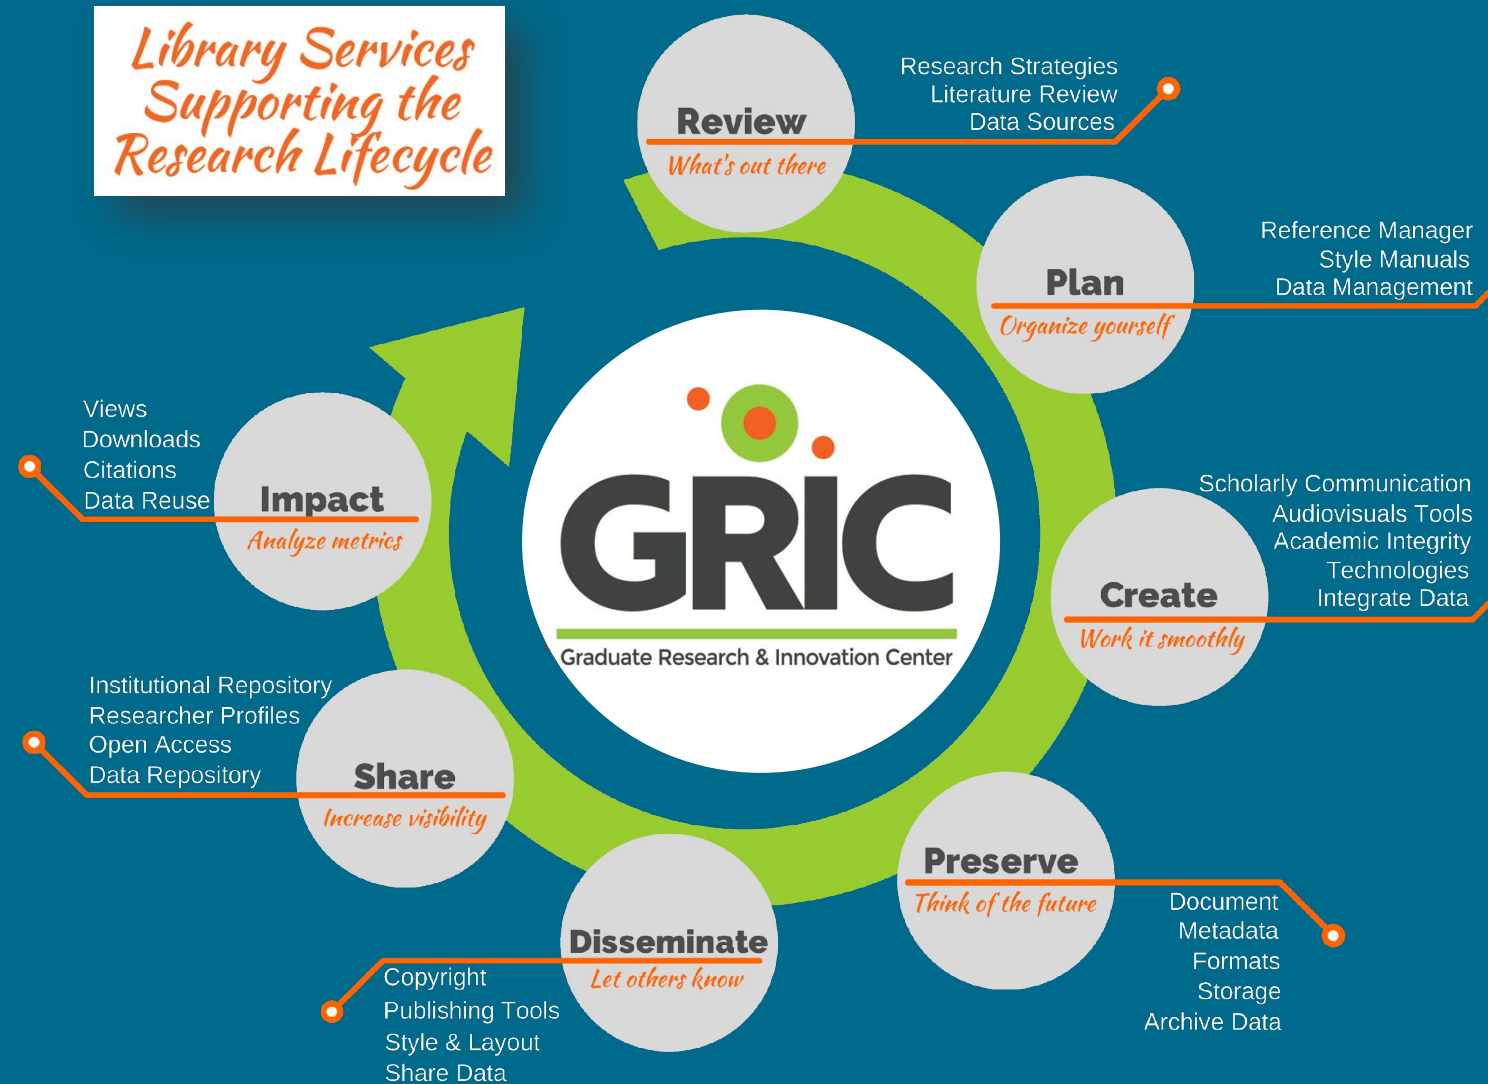 Library Services
Supporting the
Research Lifecycle
Review
What's out there
Research Strategies
Literature Review
Data Sources
Plan
Organize yourself
Reference Manager
Style Manuals
Data Management
Create
Work it smoothly
Scholarly Communication
Audiovisuals Tools
Academic Integrity
Technologies
Integrate Data
Preserve
Think of the future
Document
Metadata
Formats
Storage
Archive Data
Disseminate
Let others know
Copyright
Publishing Tools
Style & Layout
Share Data
Share
Increase visibility
Institutional Repository
Researcher Profiles
Open Access
Data Repository
Impact
Analyze metrics
Views
Downloads
Citations
Data Reuse
GRIC
Graduate Research & Innovation Center